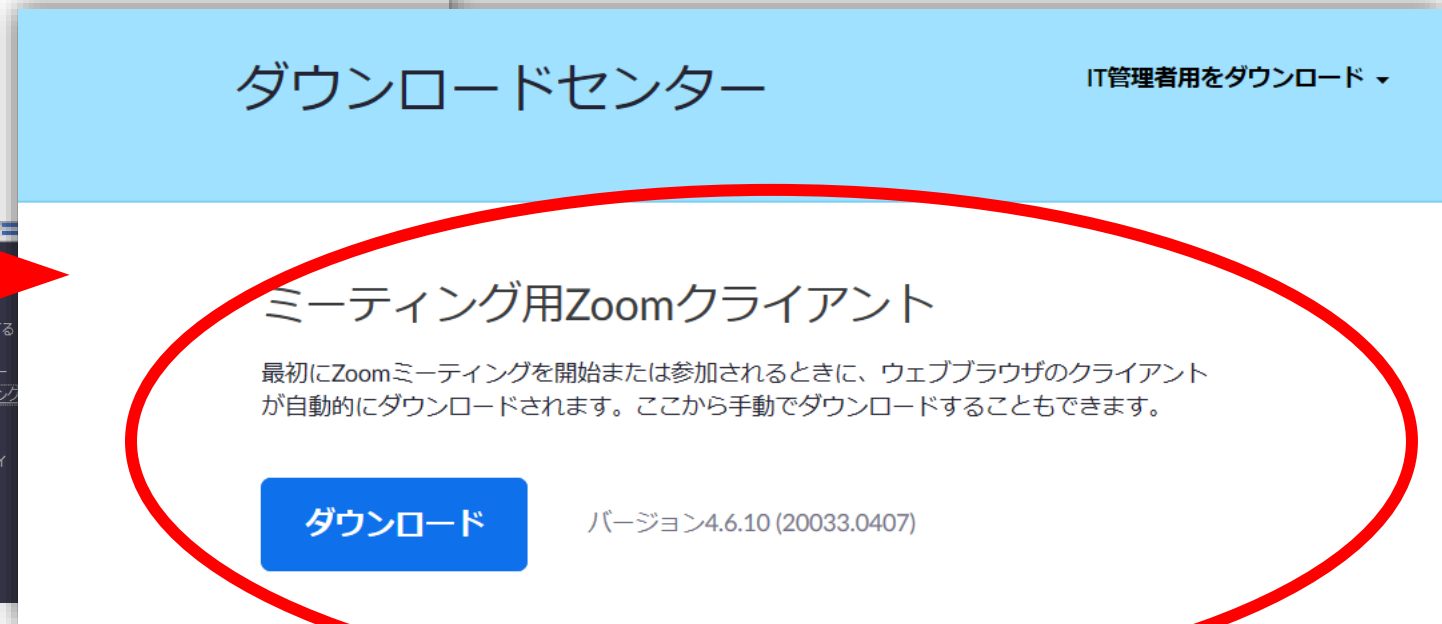 ダウンロードセンター
IT管理者用をダウンロード
ミーティング用Zoomクライアント
最初にZoomミーティングを開始または参加されるときに、ウェブブラウザのクライアント
が自動的にダウンロードされます。ここから手動でダウンロードすることもできます。
ダウンロード
バージョン4.6.10 (20033.0407)